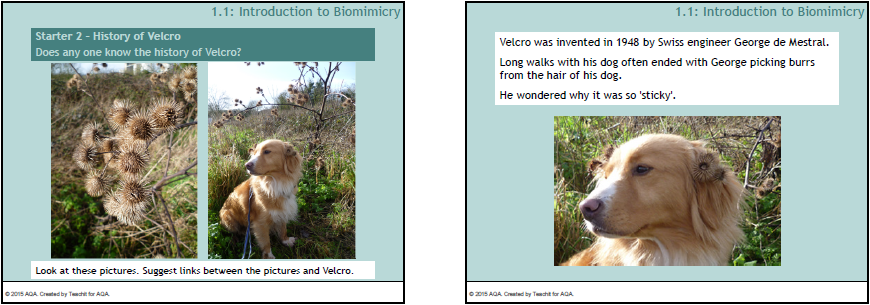 1.1: Introduction to Biomimicry
Starter 2 - History of Velcro
Does any one know the history of Velcro?
Look at these pictures. Suggest links between the pictures and Velcro.
© 2015 AQA. Created by Teachit for AQA.
1.1: Introduction to Biomimicry
Velcro was invented in 1948 by Swiss engineer George de Mestral.
Long walks with his dog often ended with George picking burrs
from the hair of his dog.
He wondered why it was so 'sticky'.
© 2015 AQA. Created by Teachit for AQA.